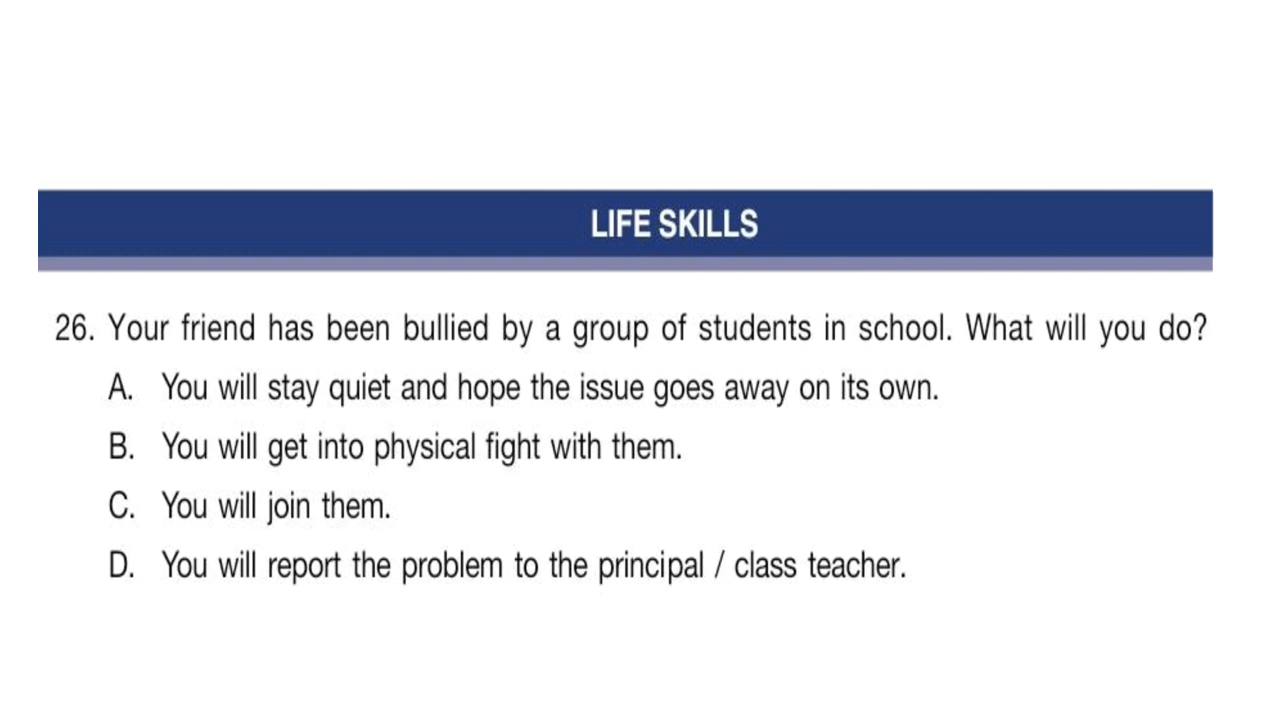 LIFE SKILLS
26. Your friend has been bullied by a group of students in school. What will you do?
A. You will stay quiet and hope the issue goes away on its own.
B. You will get into physical fight with them.
C. You will join them.
D. You will report the problem to the principal / class teacher.